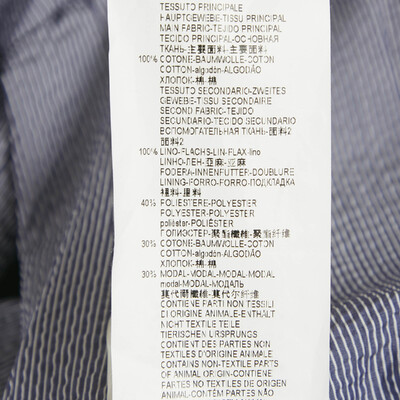 TESSUTO PRINCIPALE
HAUPTGEWEBE-TISSU PRINCIPAL
MAIN FABRIC-TEJIDO PRINCIPAL
TECIDO PRINCIPAL-ОСНОВНАЯ
ТКАНЬ-主要面料-主要面料
100% COTONE-BAUMWOLLE-COTON
COTTON-algodón-ALGODÃO
ХЛОПОК-棉-棉
TESSUTO SECONDARIO-ZWEITES
GEWEBE-TISSU SECONDAIRE
SECOND FABRIC-TEJIDO
SECUNDARIO-TECIDO SECUNDARIO
ВСПОМОГАТЕЛЬНАЯ ТКАНЬ-面料2
面料2
100% LINO-FLACHS-LIN-FLAX-lino
LINHO-ЛЕН-亞麻-亚麻
FODERA-INNENFUTTER-DOUBLURE
LINING-FORRO-FORRO-ПОДКЛАДКА
裡料-里料
40% POLIESTERE-POLYESTER
POLYESTER-POLYESTER
poliéster-POLIÉSTER
ПОЛИЭСТЕР-聚酯纖維-聚酯纤维
30% COTONE-BAUMWOLLE-COTON
COTTON-algodón-ALGODÃO
ХЛОПОК-棉-棉
30% MODAL-MODAL-MODAL-MODAL
modal-MODAL-МОДАЛЬ
莫代爾纖維-莫代尔纤维
CONTIENE PARTI NON TESSILI
DI ORIGINE ANIMALE-ENTHÄLT
NICHT TEXTILE TEILE
TIERISCHEN URSPRUNGS
CONTIENT DES PARTIES NON
TEXTILES D'ORIGINE ANIMALE
CONTAINS NON-TEXTILE PARTS
OF ANIMAL ORIGIN-CONTIENE
PARTES NO TEXTILES DE ORIGEN
ANIMAL-CONTÉM PARTES NÃO